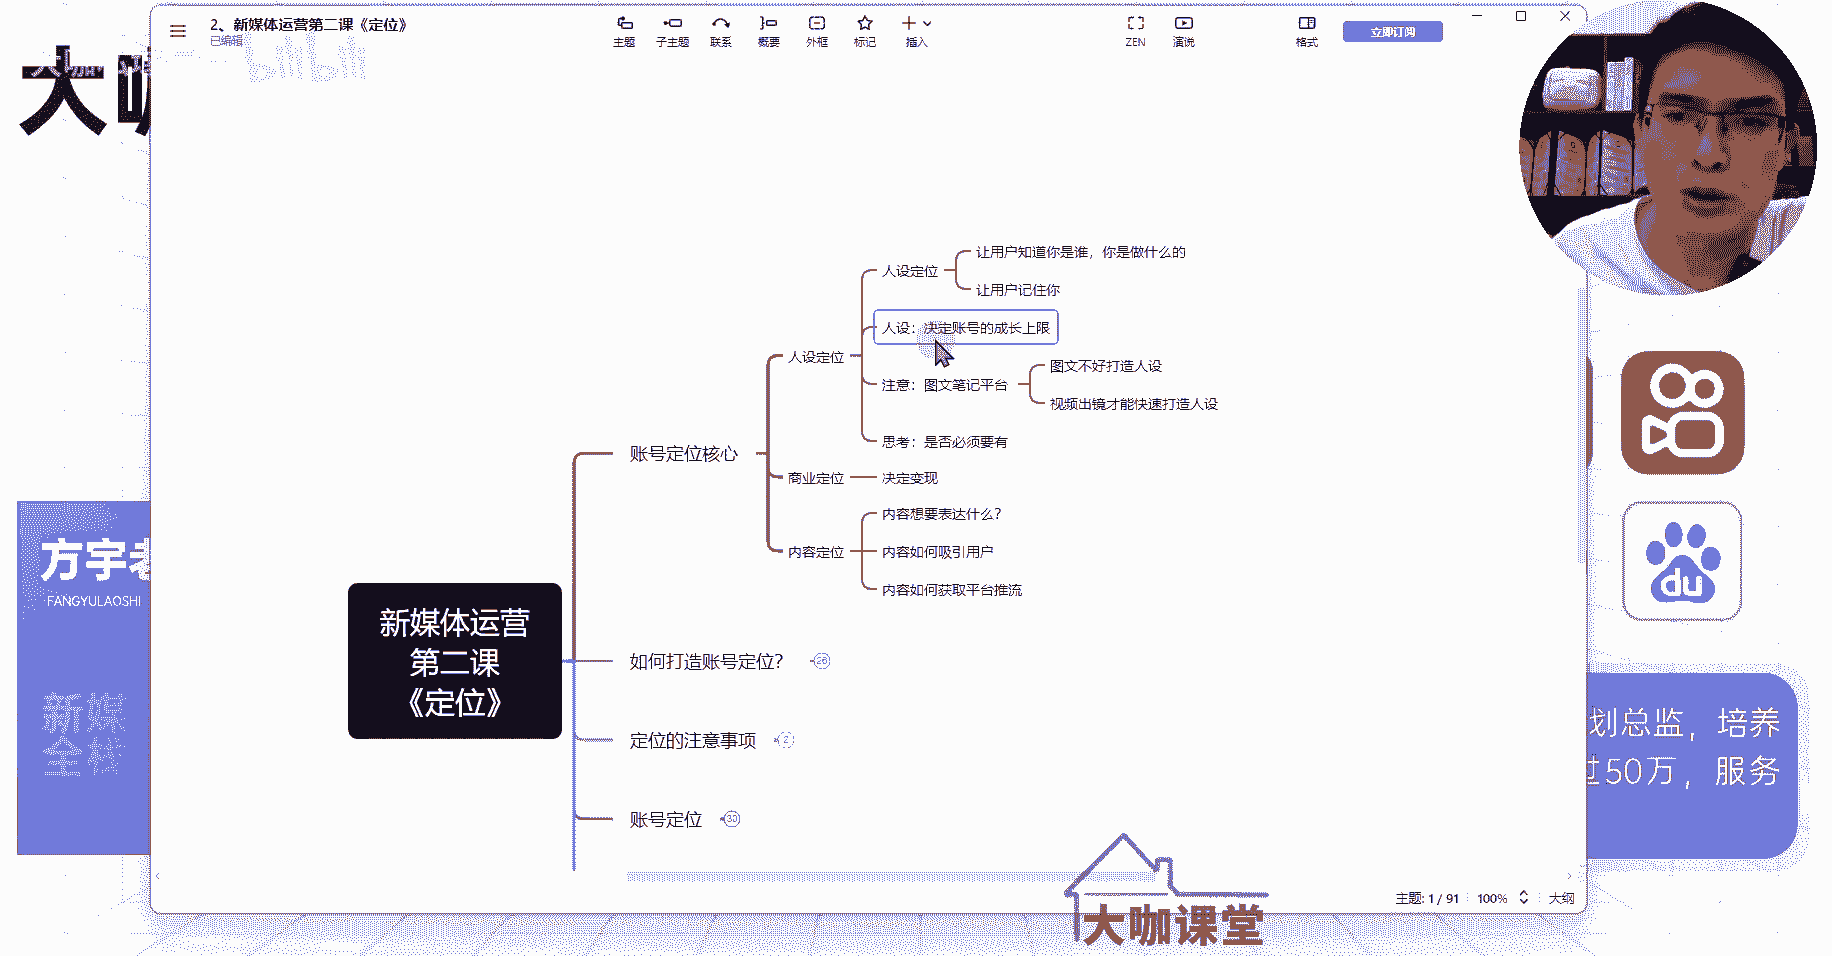 2、新媒体运营第二课《定位》
已编辑
主题
子主题
联系
概要
外框
标记
插入
ZEN
演说
格式
立即订阅
bilibili
大咖
让用户知道你是谁，你是做什么的
人设定位
让用户记住你
人设：决定账号的成长上限
人设定位
图文不好打造人设
注意：图文笔记平台
视频出镜才能快速打造人设
思考：是否必须要有
账号定位核心
商业定位
决定变现
内容想要表达什么？
内容定位
内容如何吸引用户
内容如何获取平台推流
新媒体运营
第二课
《定位》
如何打造账号定位？
26
定位的注意事项
2
账号定位
30
方宇老
FANGYULAOSHI
新媒
全栈
du
划总监，培养
过50万，服务
主题: 1 / 91
100%
大纲
大咖课堂